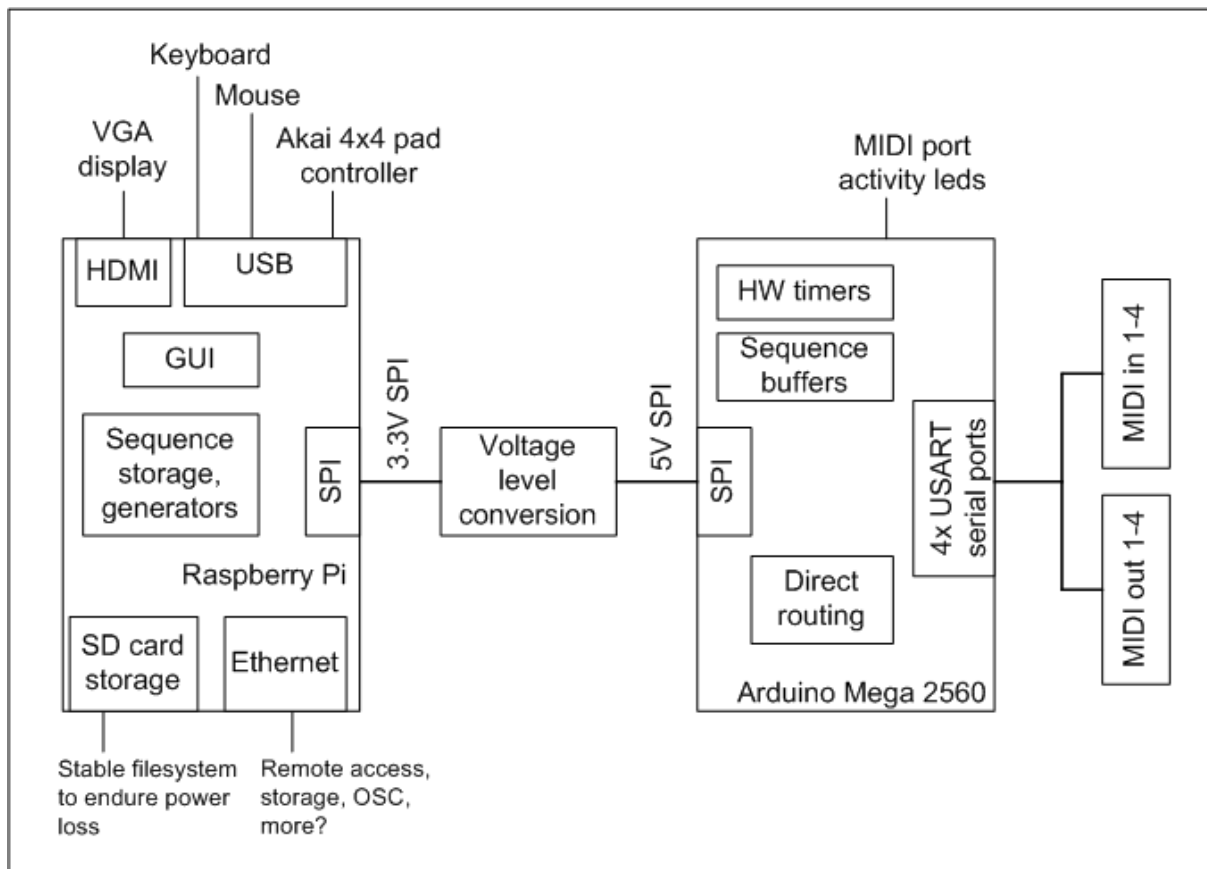 Keyboard
Mouse
VGA
display
Akai 4x4 pad
controller
MIDI port
activity leds
HDMI
USB
GUI
Sequence
storage,
generators
SPI
Raspberry Pi
SD card
storage
Ethernet
Stable filesystem
to endure power
loss
Remote access,
storage, OSC,
more?
3.3V SPI
Voltage
level
conversion
5V SPI
HW timers
Sequence
buffers
SPI
4x USART
serial ports
Direct
routing
Arduino Mega 2560
MIDI in 1-4
MIDI out 1-4